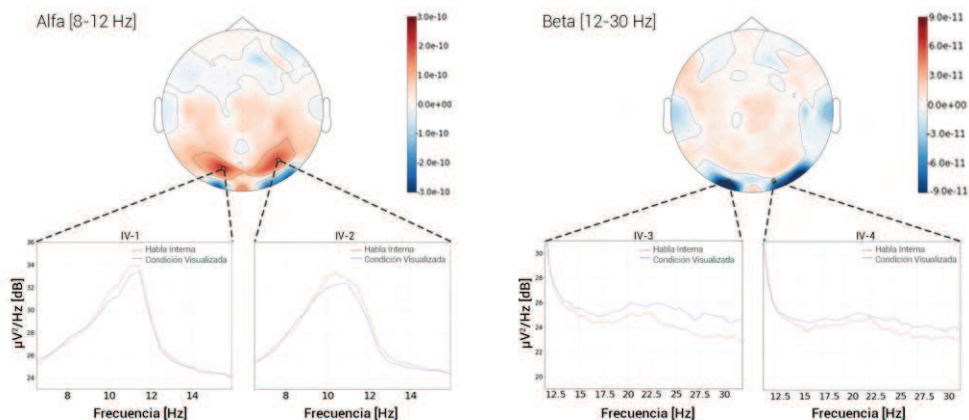 Alfa [8-12 Hz]
3.0e-10
2.0e-10
1.0e-10
0.0e+00
-1.0e-10
-2.0e-10
-3.0e-10
Beta [12-30 Hz]
9.0e-11
6.0e-11
3.0e-11
0.0e+00
-3.0e-11
-6.0e-11
-9.0e-11
IV-1
Habla Interna
Condición Visualizada
µV²/Hz [dB]
36
34
32
30
28
26
24
8
10
12
14
Frecuencia [Hz]
IV-2
Habla Interna
Condición Visualizada
8
10
12
14
Frecuencia [Hz]
IV-3
Habla Interna
Condición Visualizada
µV²/Hz [dB]
30
28
26
24
22
20
12.5
15
17.5
20
22.5
25
27.5
30
Frecuencia [Hz]
IV-4
Habla Interna
Condición Visualizada
12.5
15
17.5
20
22.5
25
27.5
30
Frecuencia [Hz]